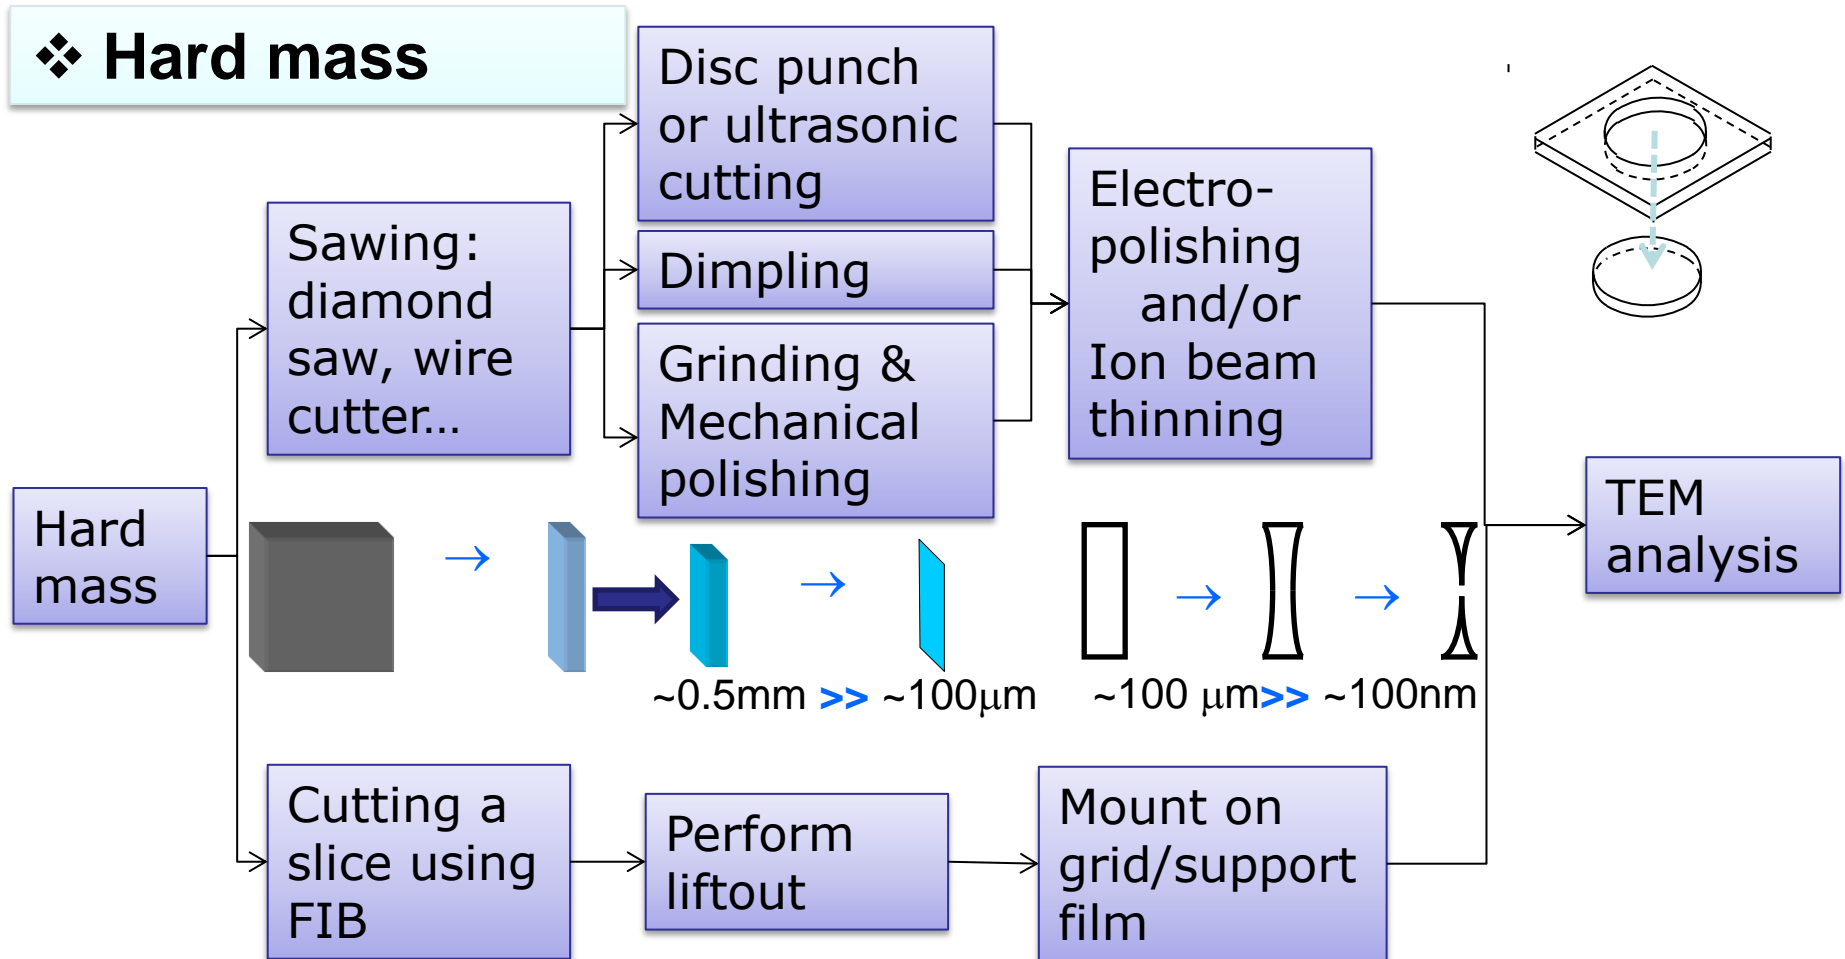 ❖ Hard mass
Disc punch
or ultrasonic
cutting
Sawing:
diamond
saw, wire
cutter…
Dimpling
Grinding &
Mechanical
polishing
Electro-
polishing
and/or
Ion beam
thinning
Hard
mass
TEM
analysis
→ → → →
~0.5mm >> ~100μm
~100 μm>> ~100nm
Cutting a
slice using
FIB
Perform
liftout
Mount on
grid/support
film